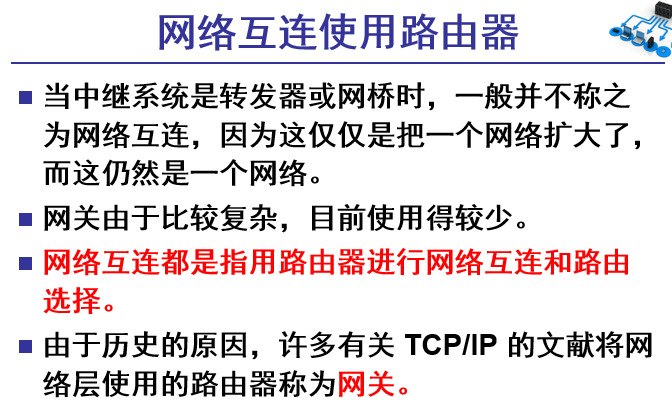 网络互连使用路由器
当中继系统是转发器或网桥时，一般并不称之
为网络互连，因为这仅仅是把一个网络扩大了，
而这仍然是一个网络。
网关由于比较复杂，目前使用得较少。
网络互连都是指用路由器进行网络互连和路由
选择。
由于历史的原因，许多有关 TCP/IP 的文献将网
络层使用的路由器称为网关。